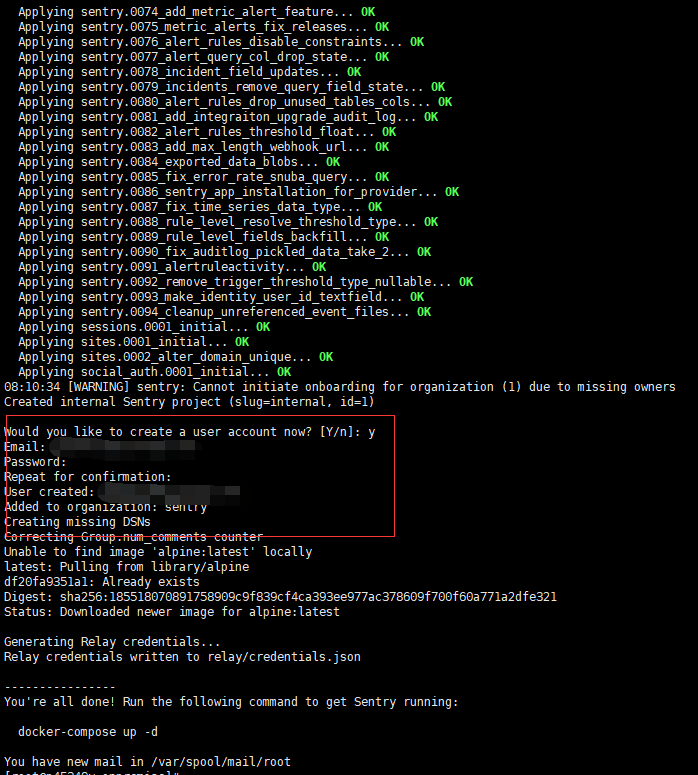 Applying sentry.0074_add_metric_alert_feature... OK
Applying sentry.0075_metric_alerts_fix_releases... OK
Applying sentry.0076_alert_rules_disable_constraints... OK
Applying sentry.0077_alert_query_col_drop_state... OK
Applying sentry.0078_incident_field_updates... OK
Applying sentry.0079_incidents_remove_query_field_state... OK
Applying sentry.0080_alert_rules_drop_unused_tables_cols... OK
Applying sentry.0081_add_integraiton_upgrade_audit_log... OK
Applying sentry.0082_alert_rules_threshold_float... OK
Applying sentry.0083_add_max_length_webhook_url... OK
Applying sentry.0084_exported_data_blobs... OK
Applying sentry.0085_fix_error_rate_snuba_query... OK
Applying sentry.0086_sentry_app_installation_for_provider... OK
Applying sentry.0087_fix_time_series_data_type... OK
Applying sentry.0088_rule_level_resolve_threshold_type... OK
Applying sentry.0089_rule_level_fields_backfill... OK
Applying sentry.0090_fix_auditlog_pickled_data_take_2... OK
Applying sentry.0091_alertruleactivity... OK
Applying sentry.0092_remove_trigger_threshold_type_nullable... OK
Applying sentry.0093_make_identity_user_id_textfield... OK
Applying sentry.0094_cleanup_unreferenced_event_files... OK
Applying sessions.0001_initial... OK
Applying sites.0001_initial... OK
Applying sites.0002_alter_domain_unique... OK
Applying social_auth.0001_initial... OK
08:10:34 [WARNING] sentry: Cannot initiate onboarding for organization (1) due to missing owners
Created internal Sentry project (slug=internal, id=1)
Would you like to create a user account now? [Y/n]: y
Email:
Password:
Repeat for confirmation:
User created:
Added to organization: sentry
Creating missing DSNs
Correcting Group.num_comments counter
Unable to find image 'alpine:latest' locally
latest: Pulling from library/alpine
df20fa9351a1: Already exists
Digest: sha256:185518070891758909c9f839cf4ca393ee977ac378609f700f60a771a2dfe321
Status: Downloaded newer image for alpine:latest
Generating Relay credentials...
Relay credentials written to relay/credentials.json
----------------
You're all done! Run the following command to get Sentry running:
docker-compose up -d
You have new mail in /var/spool/mail/root